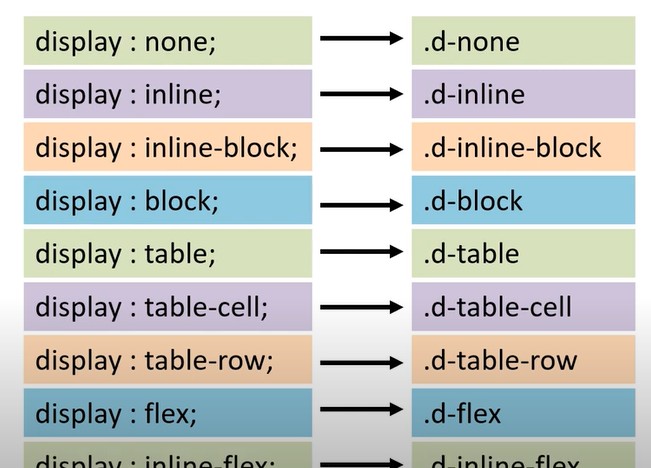 display : none; .d-none
display : inline; .d-inline
display : inline-block; .d-inline-block
display : block; .d-block
display : table; .d-table
display : table-cell; .d-table-cell
display : table-row; .d-table-row
display : flex; .d-flex
display : inline-flex; .d-inline-flex